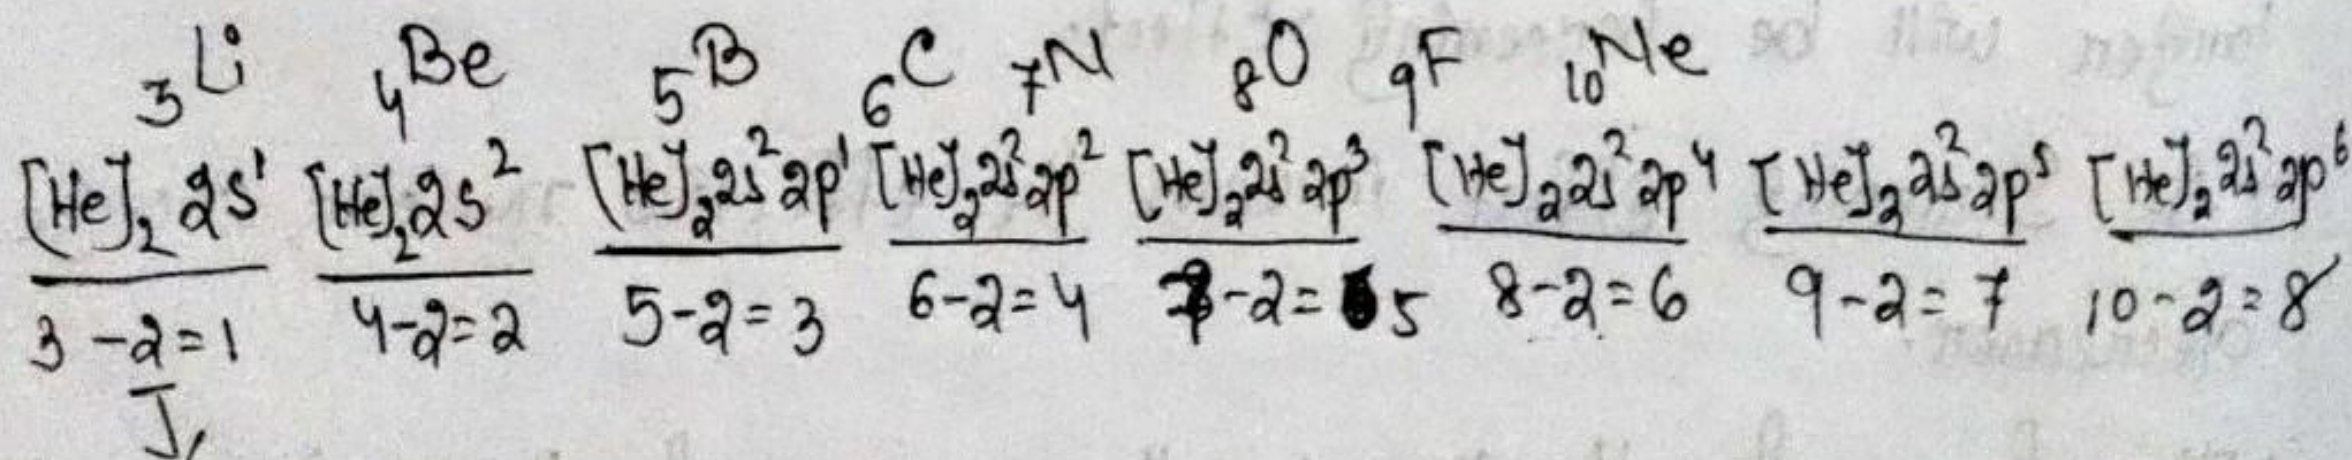 ₃Li ₄Be ₅B ₆C ₇N ₈O ₉F ₁₀Ne
[He]₂ 2s¹ [He]₂ 2s² [He]₂ 2s² 2p¹ [He]₂ 2s² 2p² [He]₂ 2s² 2p³ [He]₂ 2s² 2p⁴ [He]₂ 2s² 2p⁵ [He]₂ 2s² 2p⁶
3-2=1 4-2=2 5-2=3 6-2=4 7-2=5 8-2=6 9-2=7 10-2=8